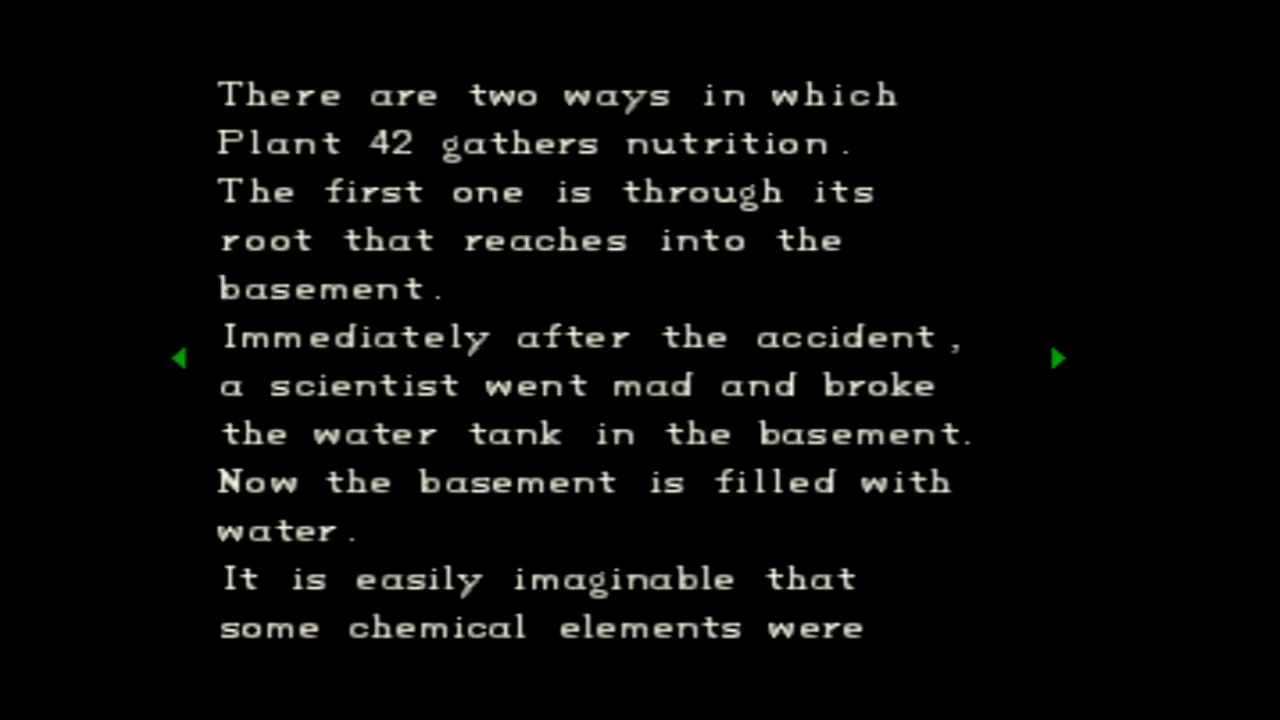 There are two ways in which
Plant 42 gathers nutrition.
The first one is through its
root that reaches into the
basement.
Immediately after the accident,
a scientist went mad and broke
the water tank in the basement.
Now the basement is filled with
water.
It is easily imaginable that
some chemical elements were